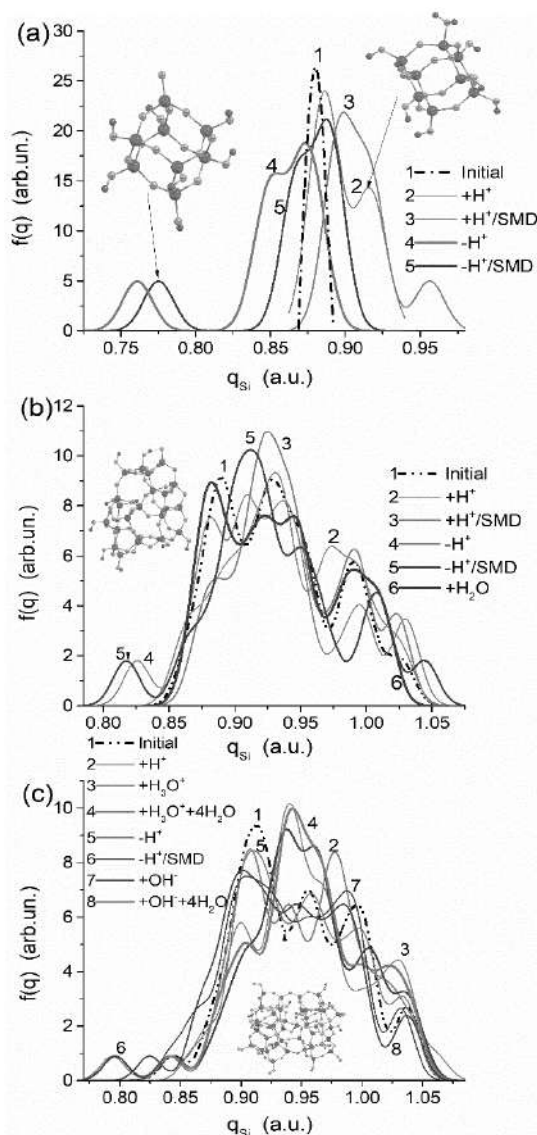 (a)
30
25
20
15
10
5
0
f(q) (arb.un.)
1
2
3
4
5
1 Initial
2 +H⁺
3 +H⁺/SMD
4 -H⁺
5 -H⁺/SMD
0.75 0.80 0.85 0.90 0.95
q_Si (a.u.)
(b)
12
10
8
6
4
2
0
f(q) (arb.un.)
1
5
3
2
5
4
6
1 Initial
2 +H⁺
3 +H⁺/SMD
4 -H⁺
5 -H⁺/SMD
6 +H₂O
0.80 0.85 0.90 0.95 1.00 1.05
q_Si (a.u.)
1 Initial
2 +H⁺
3 +H₃O⁺
4 +H₃O⁺+4H₂O
5 -H⁺
6 -H⁺/SMD
7 +OH⁻
8 +OH⁻+4H₂O
(c)
10
8
6
4
2
0
f(q) (arb.un.)
1
5
4
2
7
3
6
8
0.80 0.85 0.90 0.95 1.00 1.05
q_Si (a.u.)